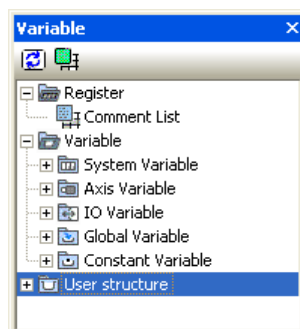 Variable
Register
Comment List
Variable
System Variable
Axis Variable
IO Variable
Global Variable
Constant Variable
User structure